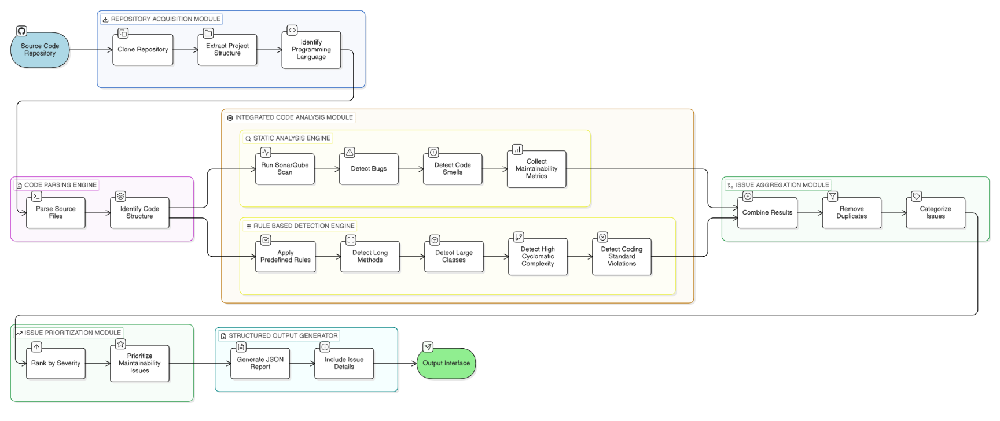 REPOSITORY ACQUISITION MODULE
Source Code
Repository
Clone Repository
Extract Project
Structure
Identify
Programming
Language
INTEGRATED CODE ANALYSIS MODULE
STATIC ANALYSIS ENGINE
Run SonarQube
Scan
Detect Bugs
Detect Code
Smells
Collect
Maintainability
Metrics
CODE PARSING ENGINE
Parse Source
Files
Identify Code
Structure
RULE BASED DETECTION ENGINE
Apply
Predefined Rules
Detect Long
Methods
Detect Large
Classes
Detect High
Cyclomatic
Complexity
Detect Coding
Standard
Violations
ISSUE AGGREGATION MODULE
Combine Results
Remove
Duplicates
Categorize
Issues
ISSUE PRIORITIZATION MODULE
Rank by Severity
Prioritize
Maintainability
Issues
STRUCTURED OUTPUT GENERATOR
Generate JSON
Report
Include Issue
Details
Output Interface